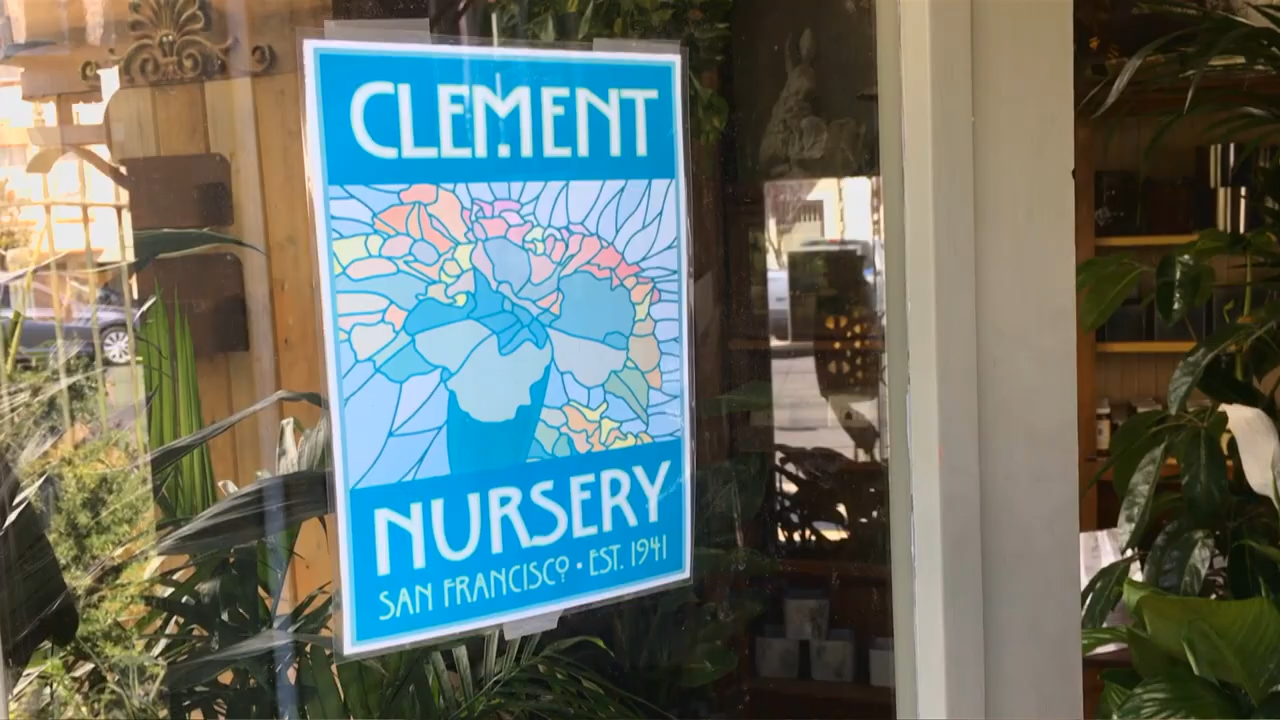 CLEMENT
NURSERY
SAN FRANCISCO • EST. 1941